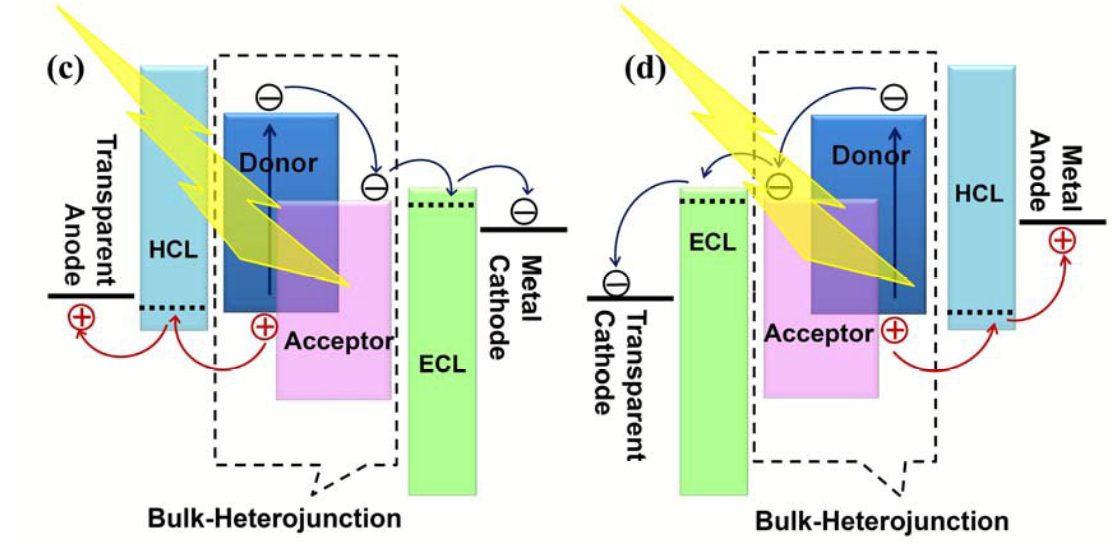 (c)
Transparent
Anode
HCL
Donor
Acceptor
ECL
Metal
Cathode
Bulk-Heterojunction
(d)
Transparent
Cathode
ECL
Donor
Acceptor
HCL
Metal
Anode
Bulk-Heterojunction